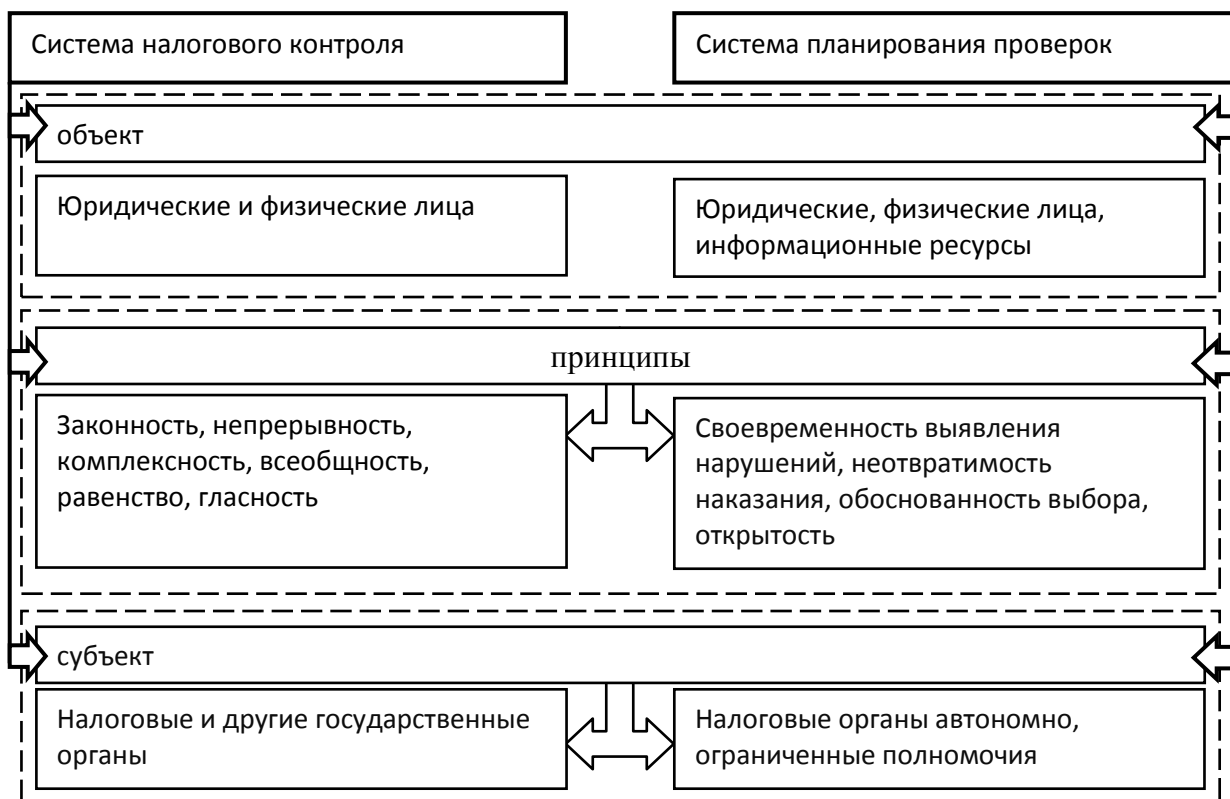 Система налогового контроля
Система планирования проверок
объект
Юридические и физические лица
Юридические, физические лица,
информационные ресурсы
принципы
Законность, непрерывность,
комплексность, всеобщность,
равенство, гласность
Своевременность выявления
нарушений, неотвратимость
наказания, обоснованность выбора,
открытость
субъект
Налоговые и другие государственные
органы
Налоговые органы автономно,
ограниченные полномочия